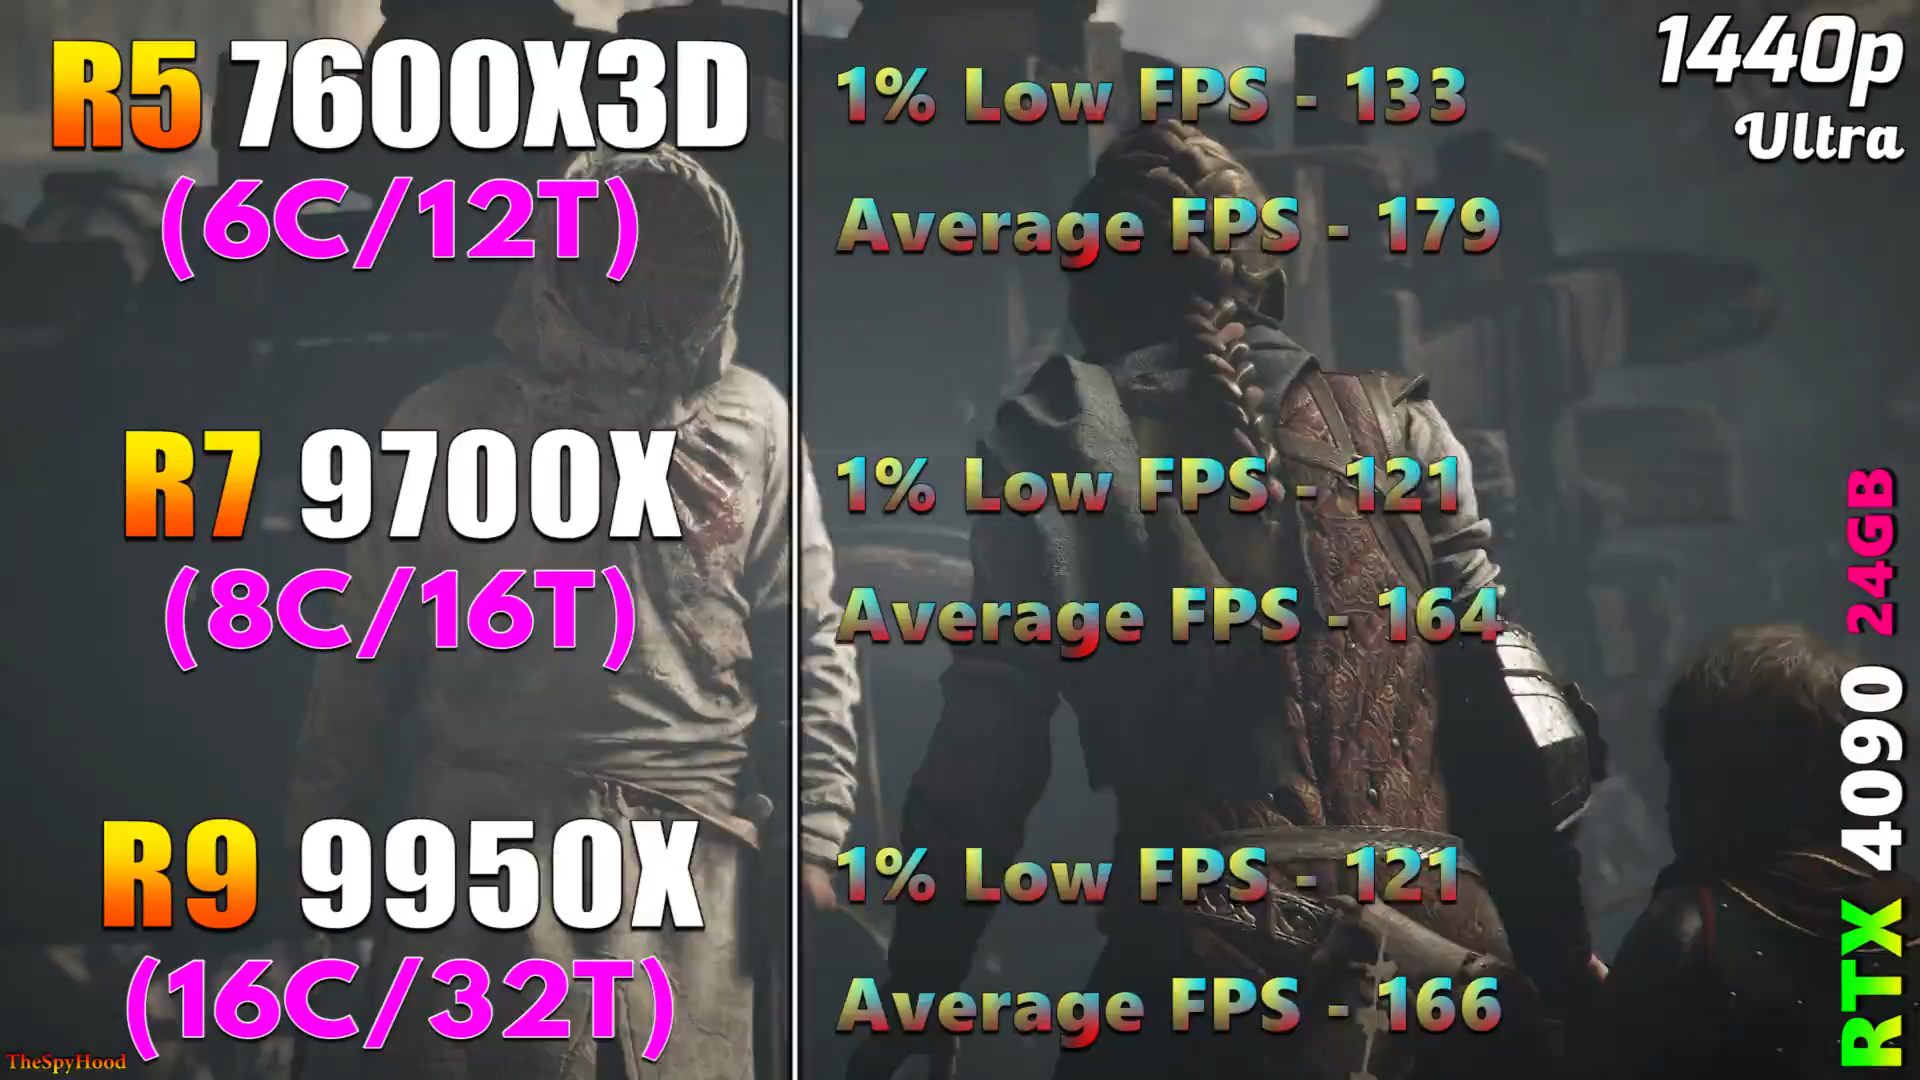 R5 7600X3D
(6C/12T)
1% Low FPS - 133
Average FPS - 179
1440p
Ultra
R7 9700X
(8C/16T)
1% Low FPS - 121
Average FPS - 164
R9 9950X
(16C/32T)
1% Low FPS - 121
Average FPS - 166
RTX 4090 24GB
TheSpyHood